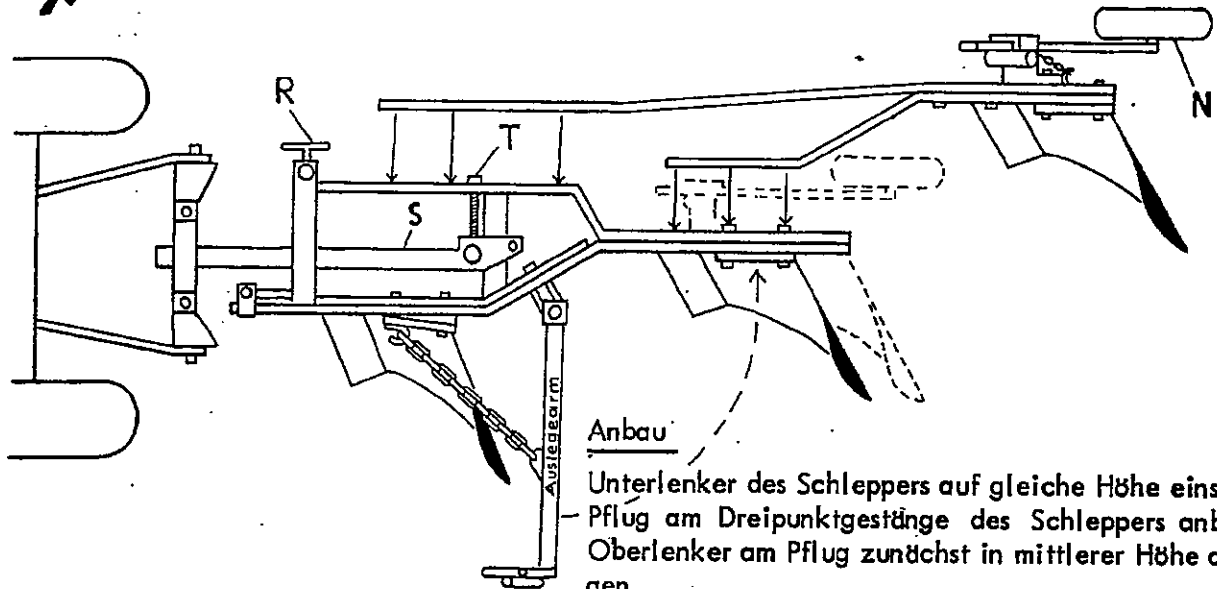 R
T
N
S
Auslegearm
Anbau
Unterlenker des Schleppers auf gleiche Höhe eins
Pflug am Dreipunktgestänge des Schleppers anb
Oberlenker am Pflug zunächst in mittlerer Höhe a
gen